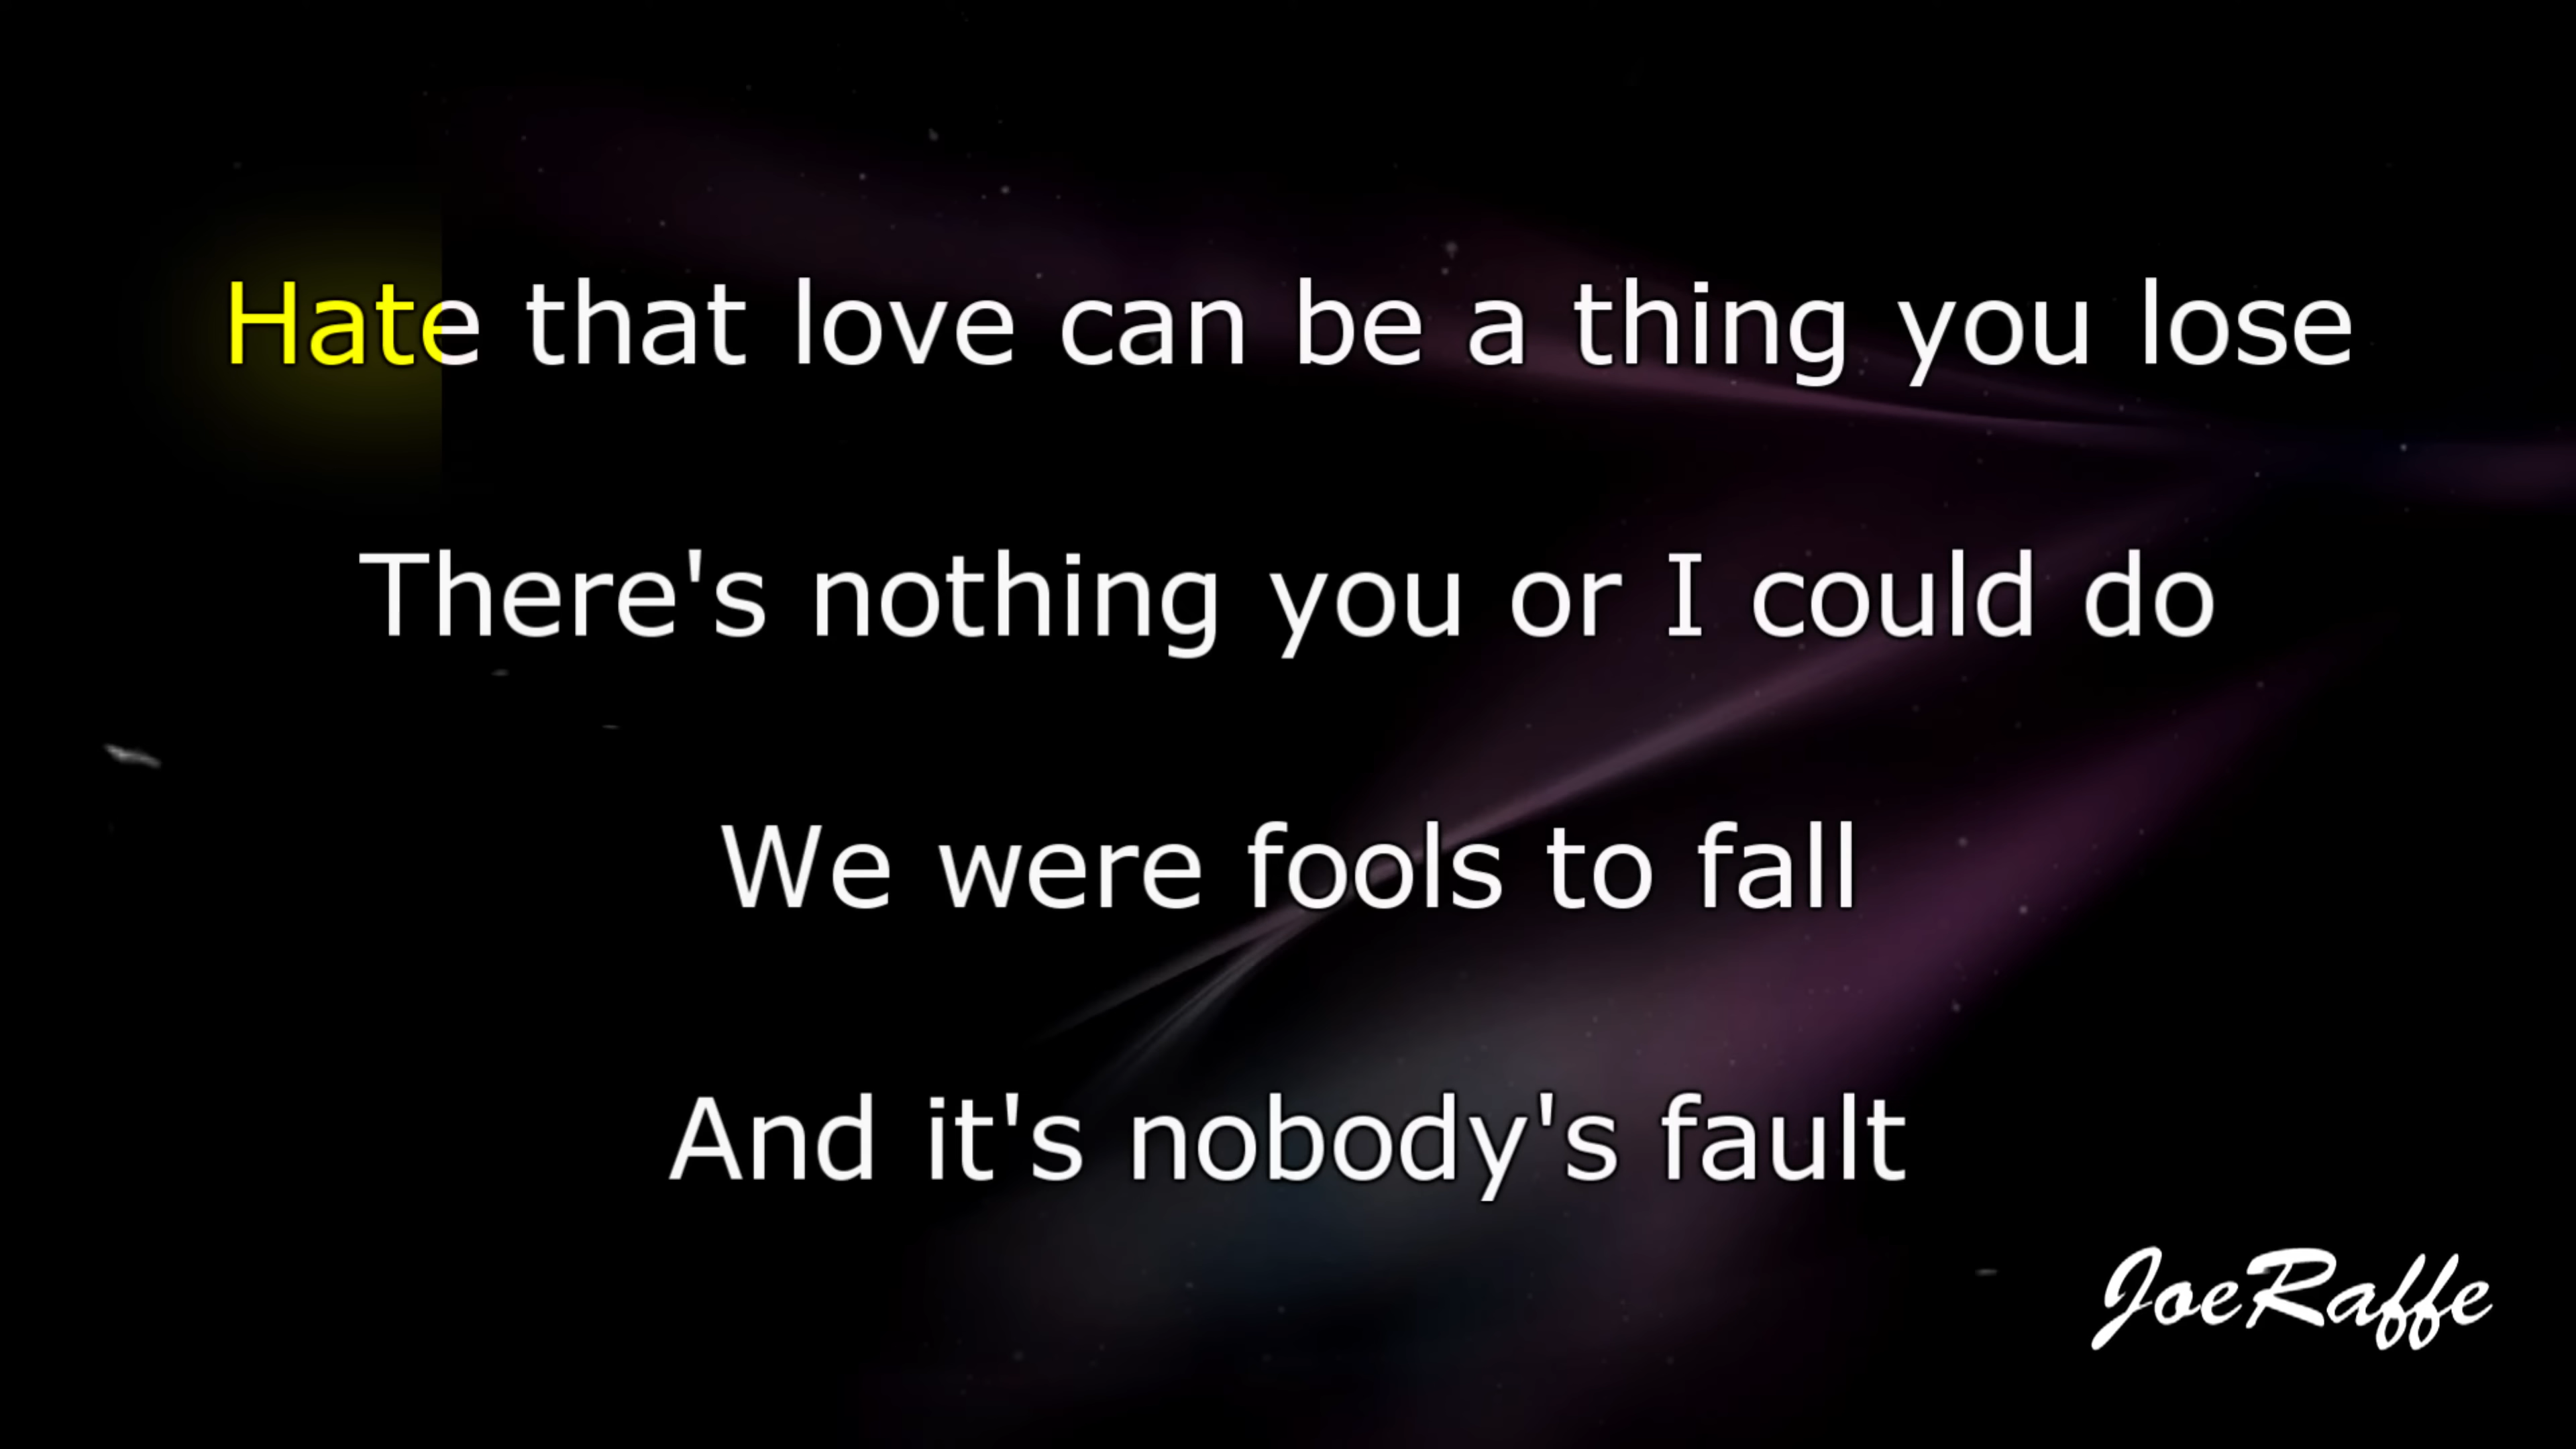 Hate that love can be a thing you lose
There's nothing you or I could do
We were fools to fall
And it's nobody's fault
JoeRaffe